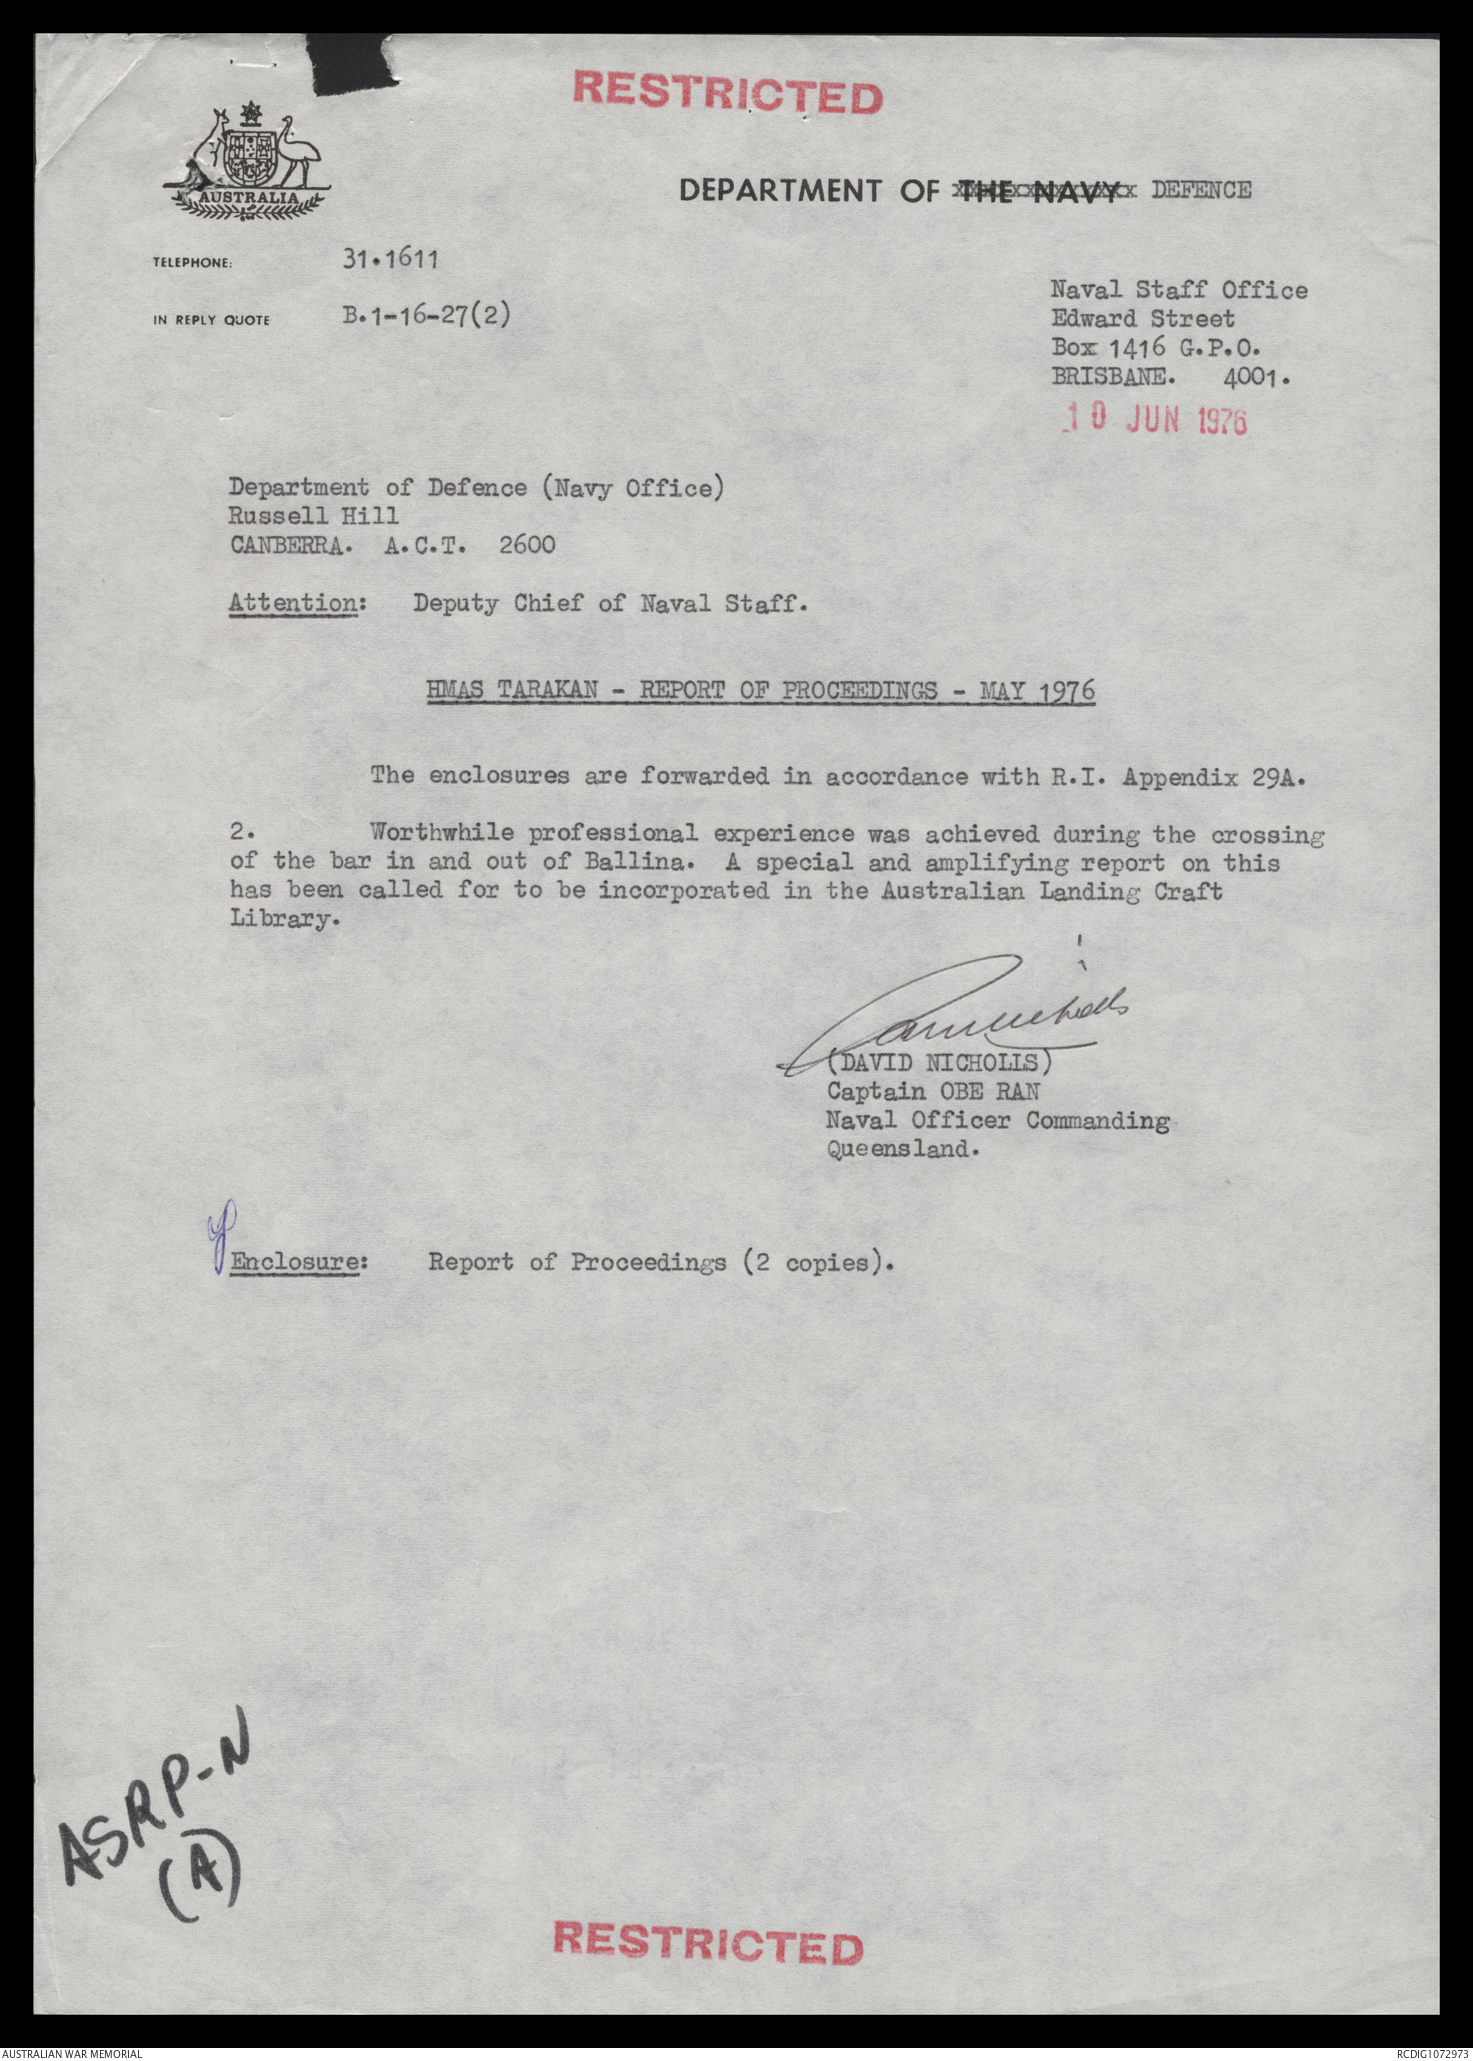 RESTRICTED
AUSTRALIA
DEPARTMENT OF THE NAVY DEFENCE
TELEPHONE: 31.1611
IN REPLY QUOTE B.1-16-27(2)
Naval Staff Office
Edward Street
Box 1416 G.P.O.
BRISBANE. 4001.
10 JUN 1976
Department of Defence (Navy Office)
Russell Hill
CANBERRA. A.C.T. 2600
Attention: Deputy Chief of Naval Staff.
HMAS TARAKAN - REPORT OF PROCEEDINGS - MAY 1976
The enclosures are forwarded in accordance with R.I. Appendix 29A.
2. Worthwhile professional experience was achieved during the crossing
of the bar in and out of Ballina. A special and amplifying report on this
has been called for to be incorporated in the Australian Landing Craft
Library.
(DAVID NICHOLLS)
Captain OBE RAN
Naval Officer Commanding
Queensland.
Enclosure: Report of Proceedings (2 copies).
ASRP-N
(A)
RESTRICTED
AUSTRALIAN WAR MEMORIAL
RCDIG1072973